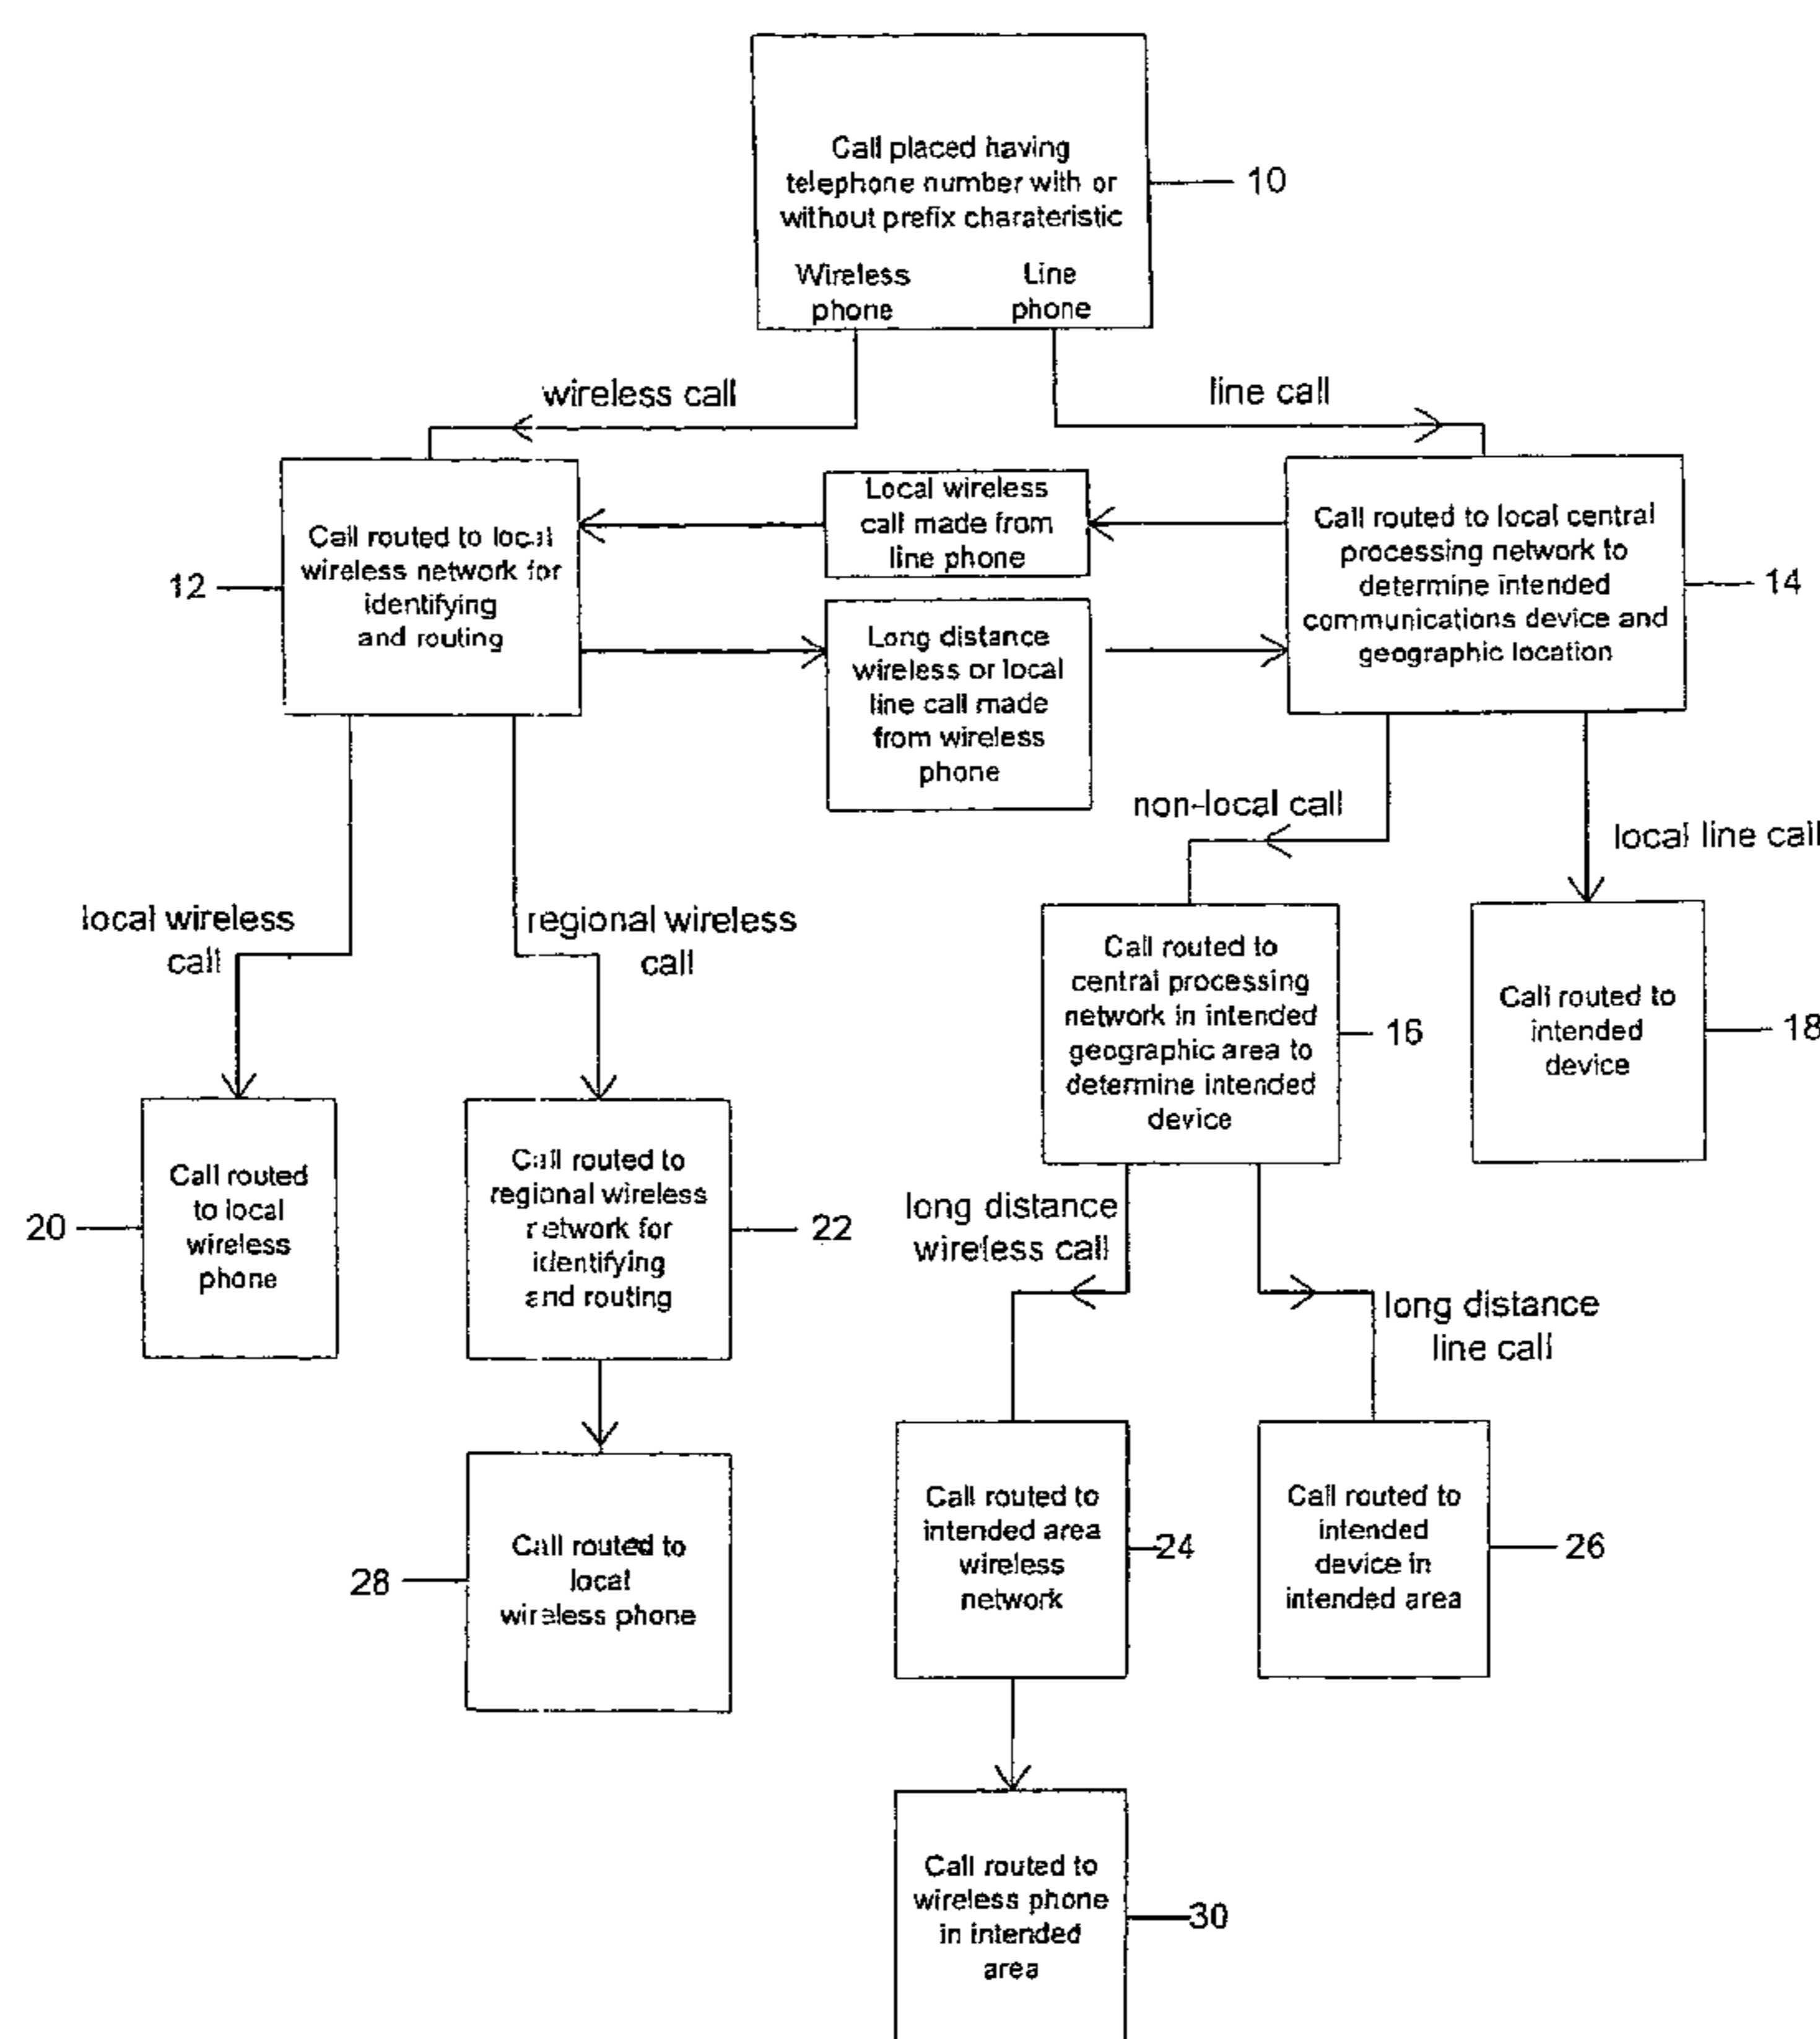 Call placed having
telephone number with or
without prefix charateristic
10
Wireless
phone
Line
phone
wireless call
line call
Call routed to local
wireless network for
identifying
and routing
12
Local wireless
call made from
line phone
Long distance
wireless or local
line call made
from wireless
phone
Call routed to local central
processing network to
determine intended
communications device and
geographic location
14
non-local call
local line call
local wireless
call
regional wireless
call
Call routed to
central processing
network in intended
geographic area to
determine intended
device
16
Call routed to
intended
device
18
Call routed
to local
wireless
phone
20
Call routed to
regional wireless
network for
identifying
and routing
22
long distance
wireless call
long distance
line call
Call routed to
local
wireless phone
28
Call routed to
intended area
wireless
network
24
Call routed to
intended
device in
intended area
26
Call routed to
wireless phone
in intended
area
30